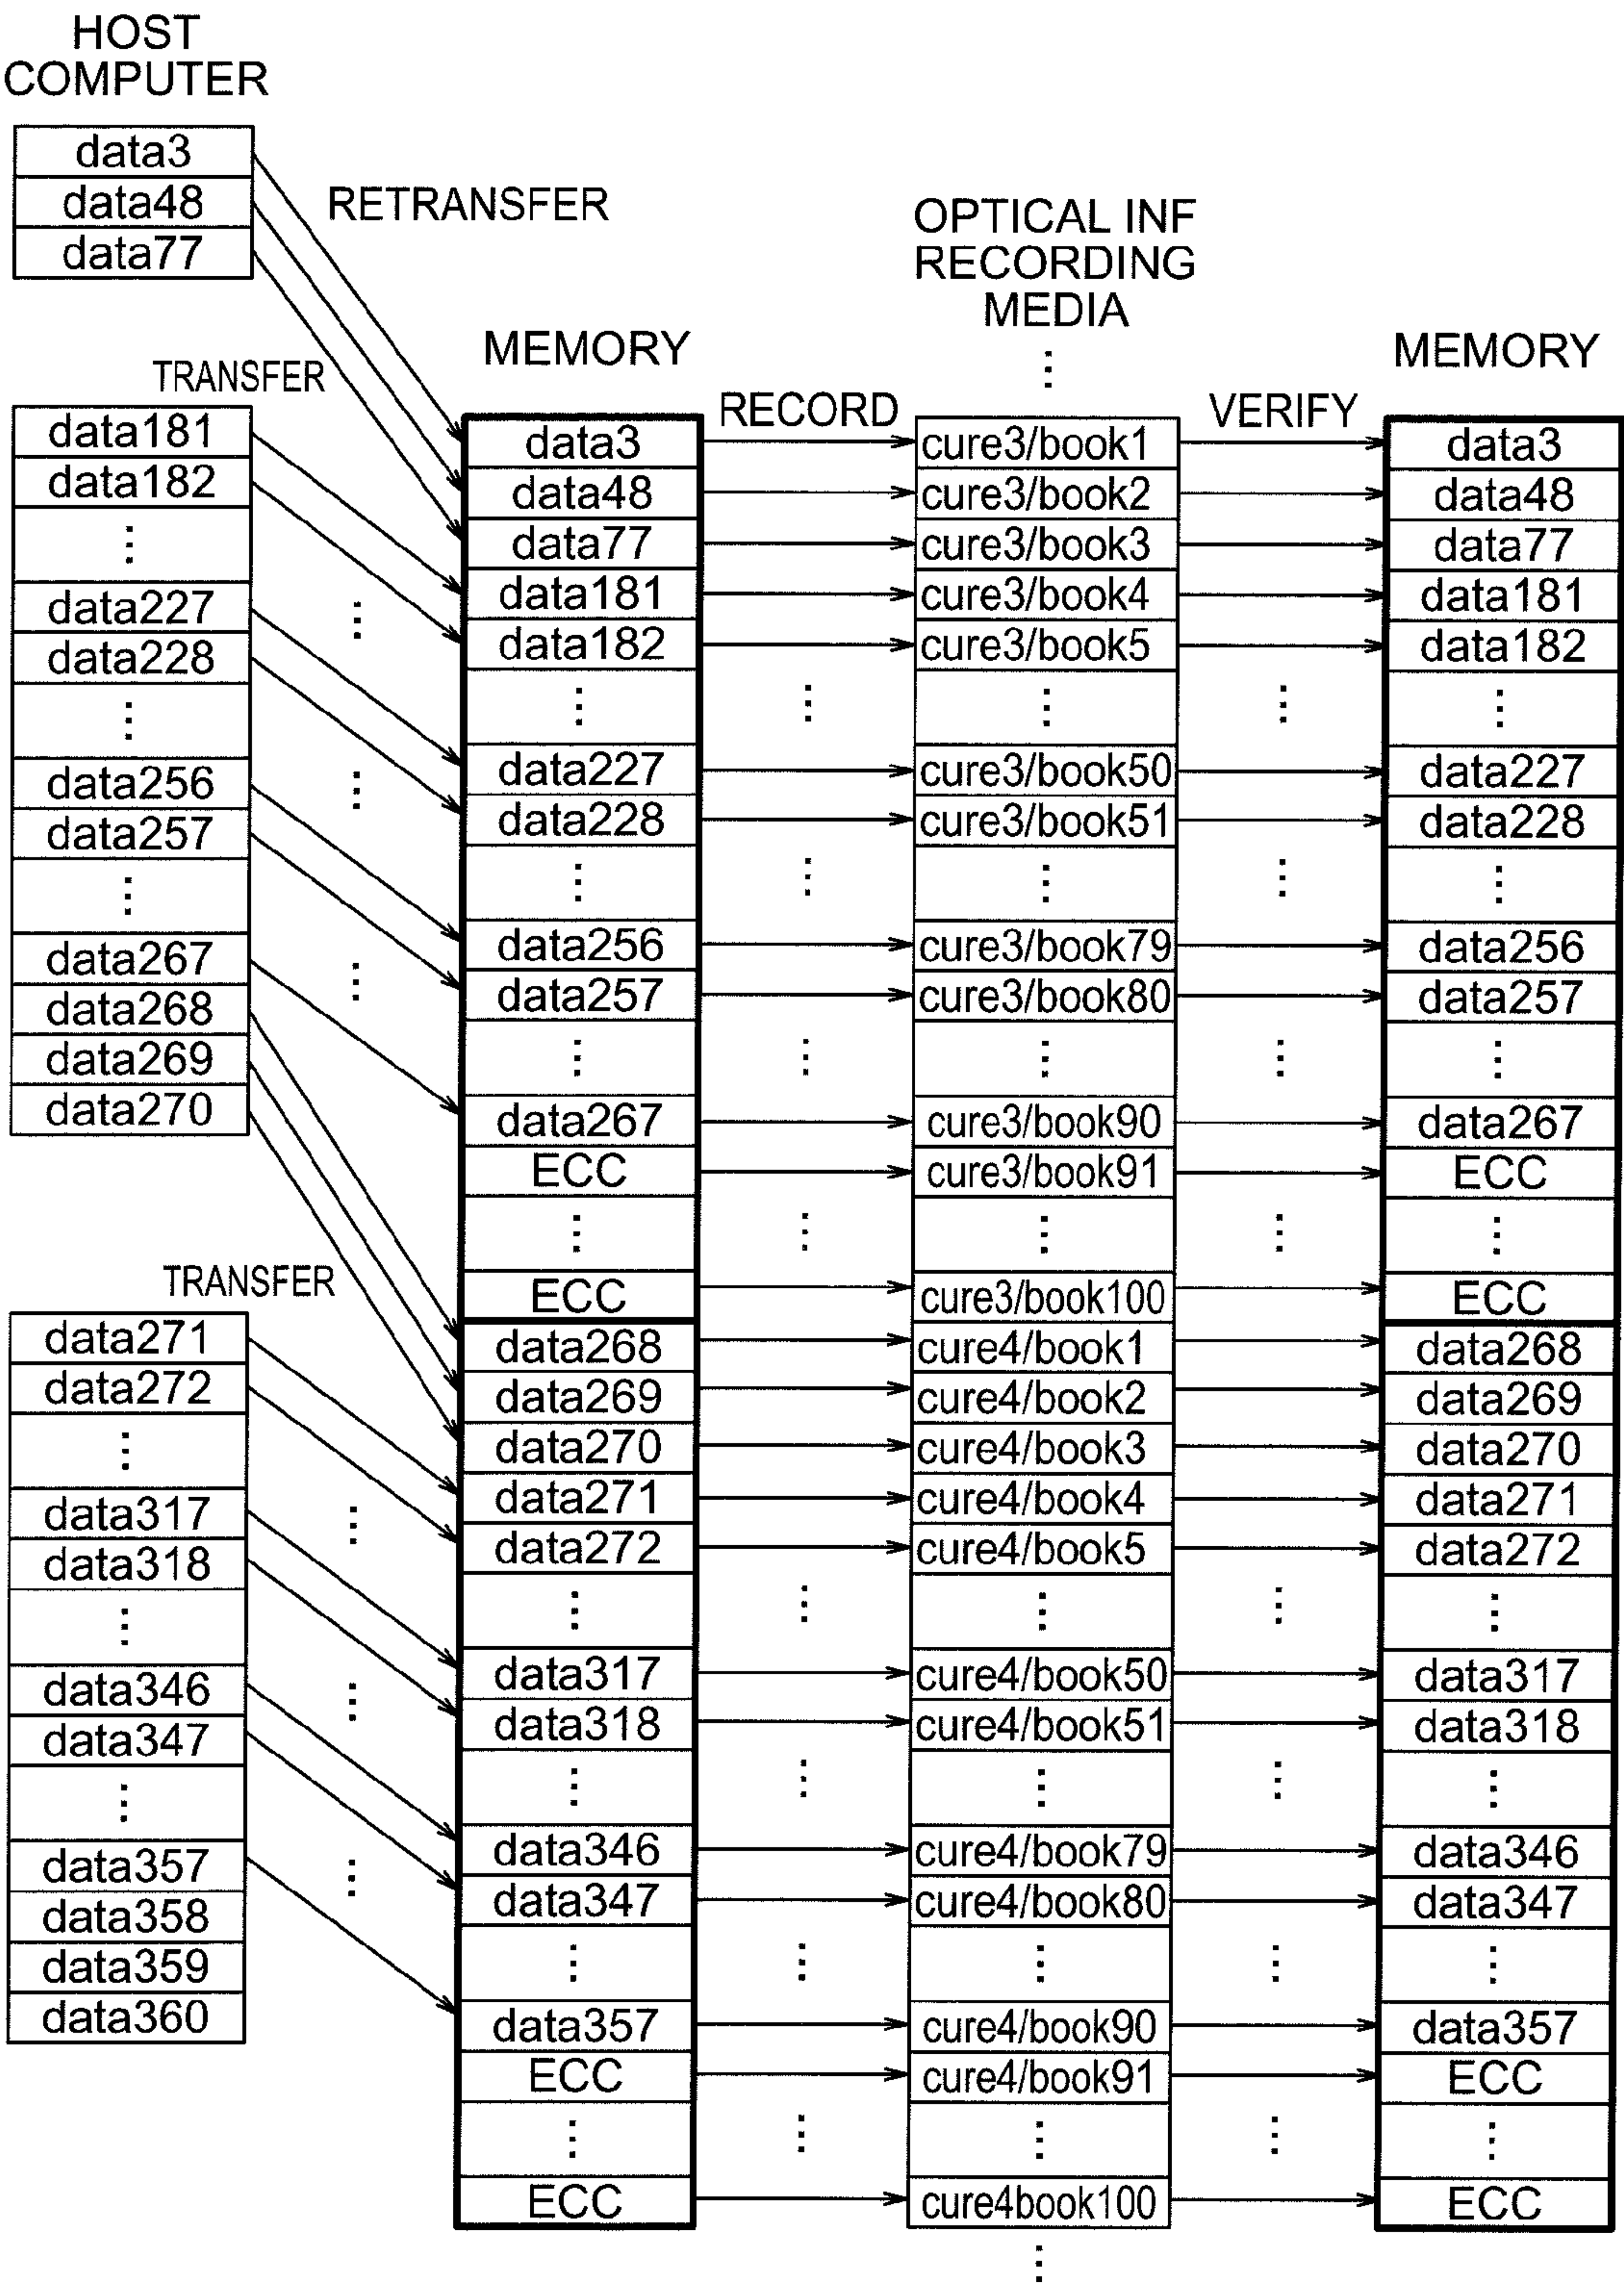 HOST
COMPUTER
data3
data48
data77
RETRANSFER
TRANSFER
data181
data182
⋮
data227
data228
⋮
data256
data257
⋮
data267
data268
data269
data270
TRANSFER
data271
data272
⋮
data317
data318
⋮
data346
data347
⋮
data357
data358
data359
data360
MEMORY
data3
data48
data77
data181
data182
⋮
data227
data228
⋮
data256
data257
⋮
data267
ECC
⋮
ECC
data268
data269
data270
data271
data272
⋮
data317
data318
⋮
data346
data347
⋮
data357
ECC
⋮
ECC
RECORD
OPTICAL INF
RECORDING
MEDIA
⋮
cure3/book1
cure3/book2
cure3/book3
cure3/book4
cure3/book5
⋮
cure3/book50
cure3/book51
⋮
cure3/book79
cure3/book80
⋮
cure3/book90
cure3/book91
⋮
cure3/book100
cure4/book1
cure4/book2
cure4/book3
cure4/book4
cure4/book5
⋮
cure4/book50
cure4/book51
⋮
cure4/book79
cure4/book80
⋮
cure4/book90
cure4/book91
⋮
cure4book100
⋮
VERIFY
MEMORY
data3
data48
data77
data181
data182
⋮
data227
data228
⋮
data256
data257
⋮
data267
ECC
⋮
ECC
data268
data269
data270
data271
data272
⋮
data317
data318
⋮
data346
data347
⋮
data357
ECC
⋮
ECC